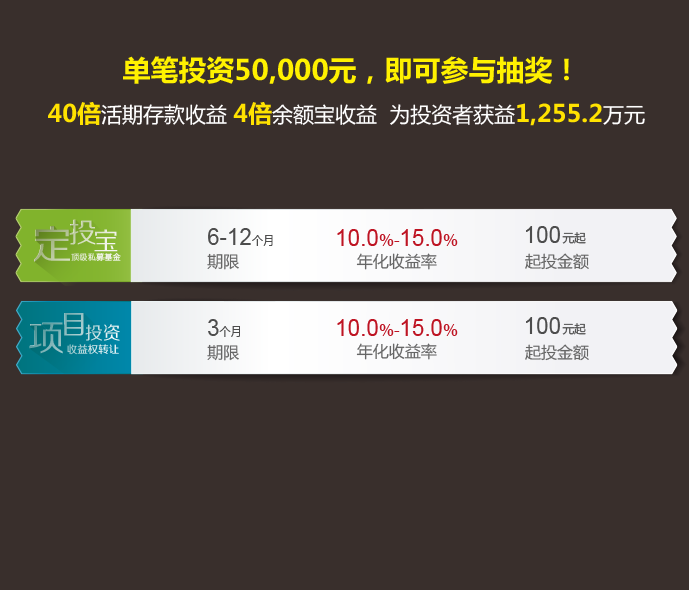 单笔投资50,000元，即可参与抽奖！
40倍活期存款收益 4倍余额宝收益 为投资者获益1,255.2万元
定投宝
顶级私募基金
6-12个月
期限
10.0%-15.0%
年化收益率
100元起
起投金额
项目投资
收益权转让
3个月
期限
10.0%-15.0%
年化收益率
100元起
起投金额